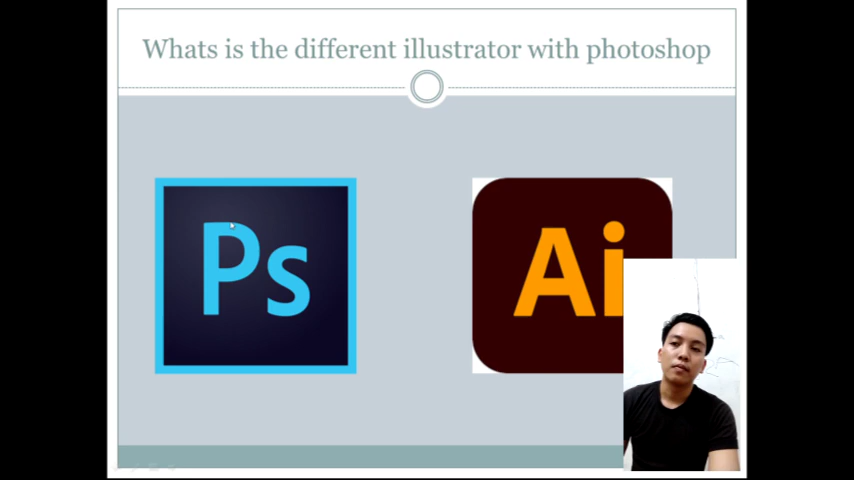 Whats is the different illustrator with photoshop
Ps
Ai